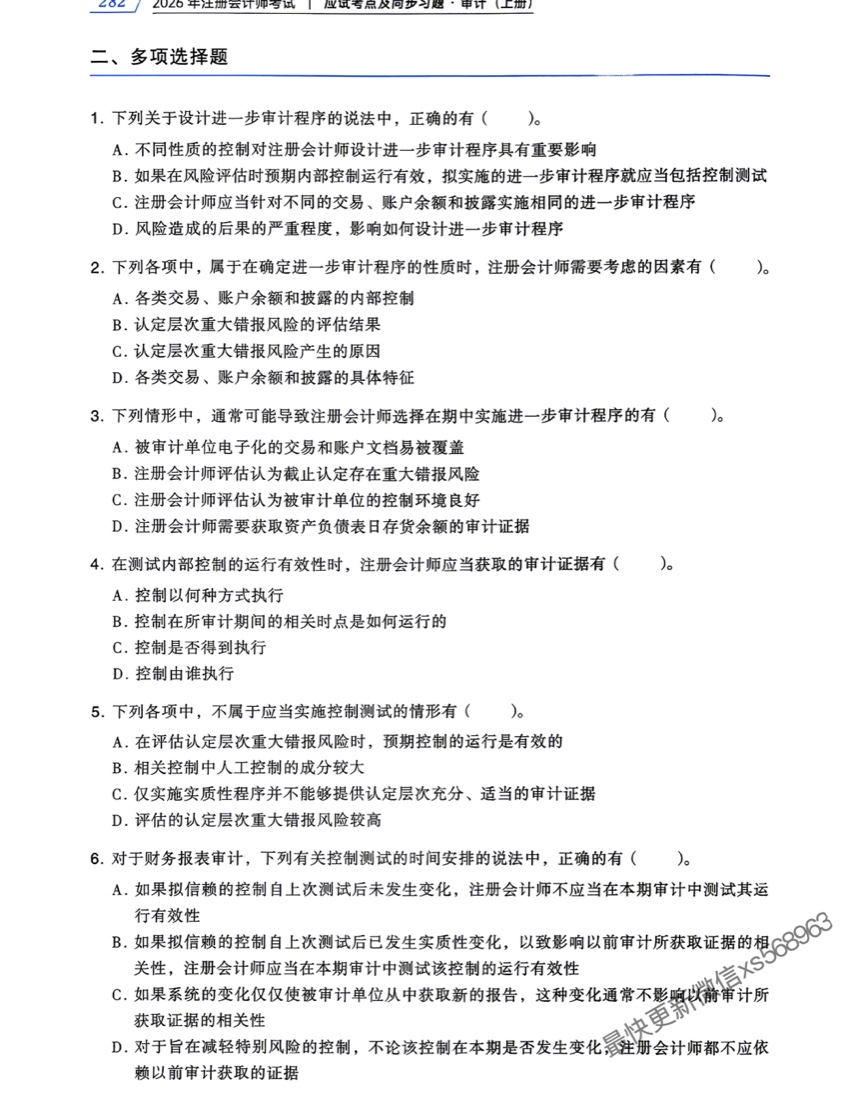 282 2026年注册会计师考试 | 应试考点及同步习题·审计（上册）
二、多项选择题
1. 下列关于设计进一步审计程序的说法中，正确的有（ ）。
A. 不同性质的控制对注册会计师设计进一步审计程序具有重要影响
B. 如果在风险评估时预期内部控制运行有效，拟实施的进一步审计程序就应当包括控制测试
C. 注册会计师应当针对不同的交易、账户余额和披露实施相同的进一步审计程序
D. 风险造成的后果的严重程度，影响如何设计进一步审计程序
2. 下列各项中，属于在确定进一步审计程序的性质时，注册会计师需要考虑的因素有（ ）。
A. 各类交易、账户余额和披露的内部控制
B. 认定层次重大错报风险的评估结果
C. 认定层次重大错报风险产生的原因
D. 各类交易、账户余额和披露的具体特征
3. 下列情形中，通常可能导致注册会计师选择在期中实施进一步审计程序的有（ ）。
A. 被审计单位电子化的交易和账户文档易被覆盖
B. 注册会计师评估认为截止认定存在重大错报风险
C. 注册会计师评估认为被审计单位的控制环境良好
D. 注册会计师需要获取资产负债表日存货余额的审计证据
4. 在测试内部控制的运行有效性时，注册会计师应当获取的审计证据有（ ）。
A. 控制以何种方式执行
B. 控制在所审计期间的相关时点是如何运行的
C. 控制是否得到执行
D. 控制由谁执行
5. 下列各项中，不属于应当实施控制测试的情形有（ ）。
A. 在评估认定层次重大错报风险时，预期控制的运行是有效的
B. 相关控制中人工控制的成分较大
C. 仅实施实质性程序并不能够提供认定层次充分、适当的审计证据
D. 评估的认定层次重大错报风险较高
6. 对于财务报表审计，下列有关控制测试的时间安排的说法中，正确的有（ ）。
A. 如果拟信赖的控制自上次测试后未发生变化，注册会计师不应当在本期审计中测试其运
行有效性
B. 如果拟信赖的控制自上次测试后已发生实质性变化，以致影响以前审计所获取证据的相
关性，注册会计师应当在本期审计中测试该控制的运行有效性
C. 如果系统的变化仅仅使被审计单位从中获取新的报告，这种变化通常不影响以前审计所
获取证据的相关性
D. 对于旨在减轻特别风险的控制，不论该控制在本期是否发生变化，注册会计师都不应依
赖以前审计获取的证据
最快更新微信xs568963